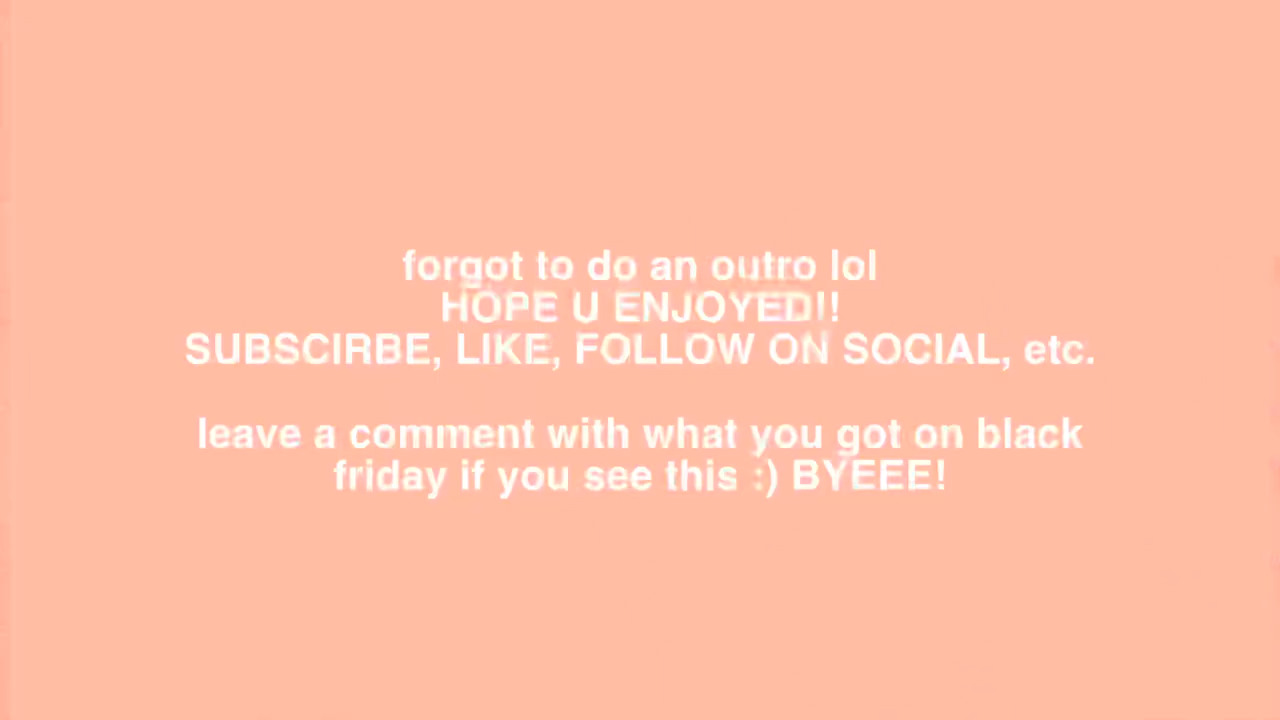 forgot to do an outro lol
HOPE U ENJOYED!!
SUBSCIRBE, LIKE, FOLLOW ON SOCIAL, etc.
leave a comment with what you got on black
friday if you see this :) BYEEE!